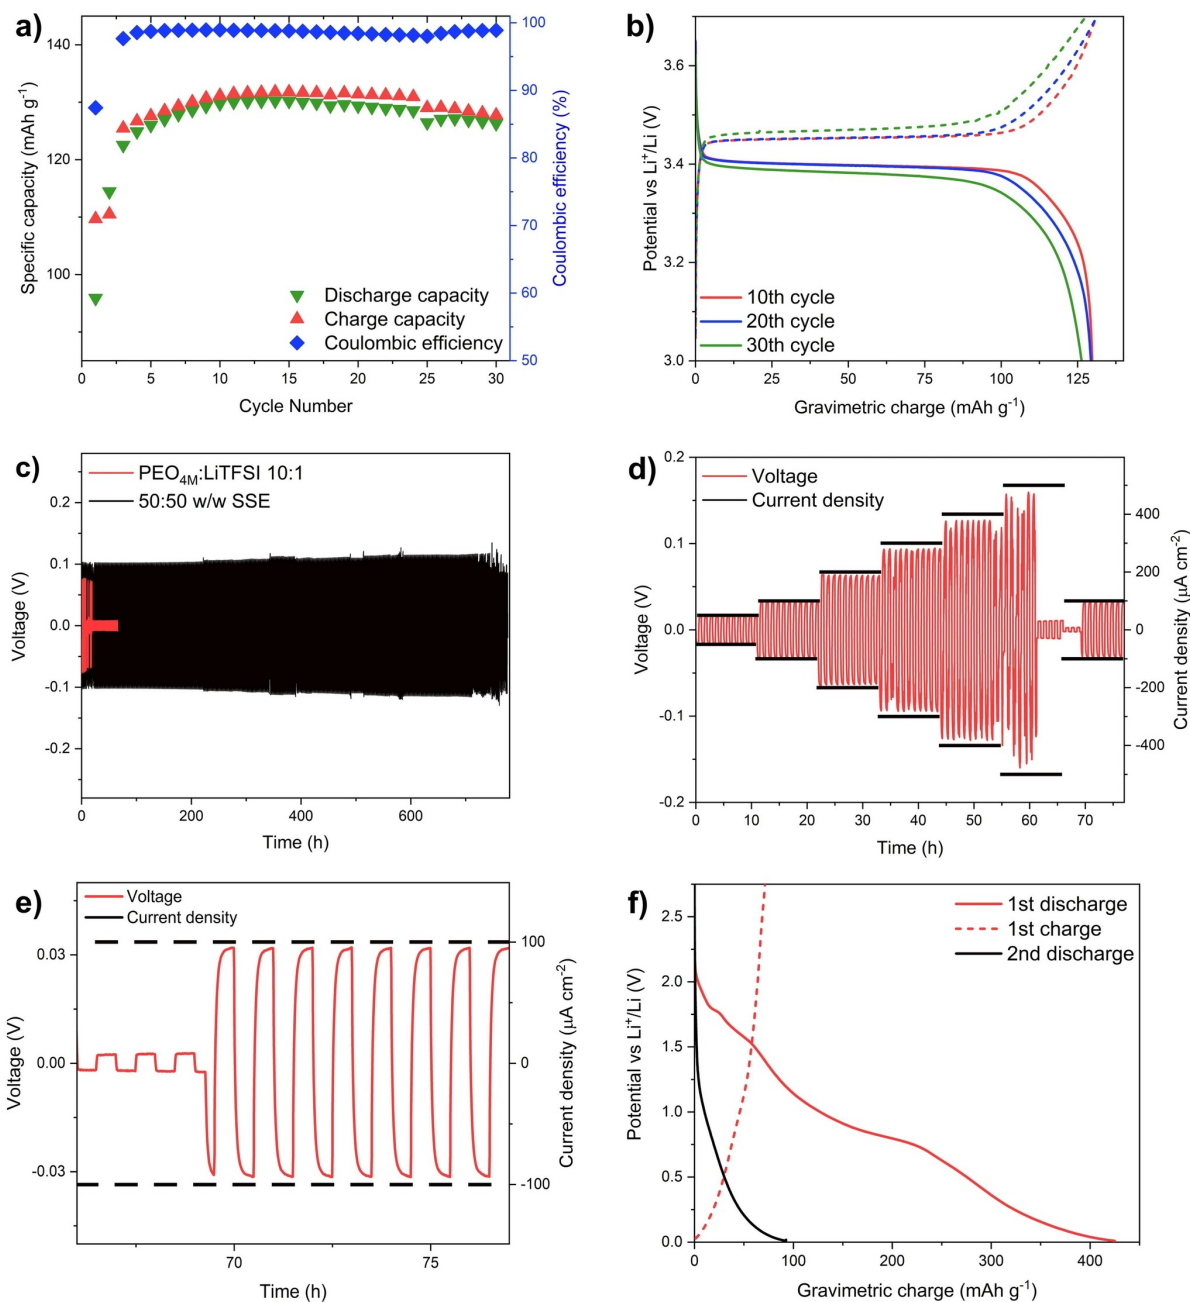 a)
140
120
100
Specific capacity (mAh g-1)
0 5 10 15 20 25 30
Cycle Number
100
90
80
70
60
50
Coulombic efficiency (%)
Discharge capacity
Charge capacity
Coulombic efficiency
b)
3.6
3.4
3.2
3.0
Potential vs Li+/Li (V)
10th cycle
20th cycle
30th cycle
0 25 50 75 100 125
Gravimetric charge (mAh g-1)
c)
PEO4M:LiTFSI 10:1
50:50 w/w SSE
0.2
0.1
0.0
-0.1
-0.2
Voltage (V)
0 200 400 600
Time (h)
d)
Voltage
Current density
0.2
0.1
0.0
-0.1
-0.2
Voltage (V)
400
200
0
-200
-400
Current density (μA cm-2)
0 10 20 30 40 50 60 70
Time (h)
e)
Voltage
Current density
0.03
0.00
-0.03
Voltage (V)
100
0
-100
Current density (μA cm-2)
70 75
Time (h)
f)
1st discharge
1st charge
2nd discharge
2.5
2.0
1.5
1.0
0.5
0.0
Potential vs Li+/Li (V)
0 100 200 300 400
Gravimetric charge (mAh g-1)